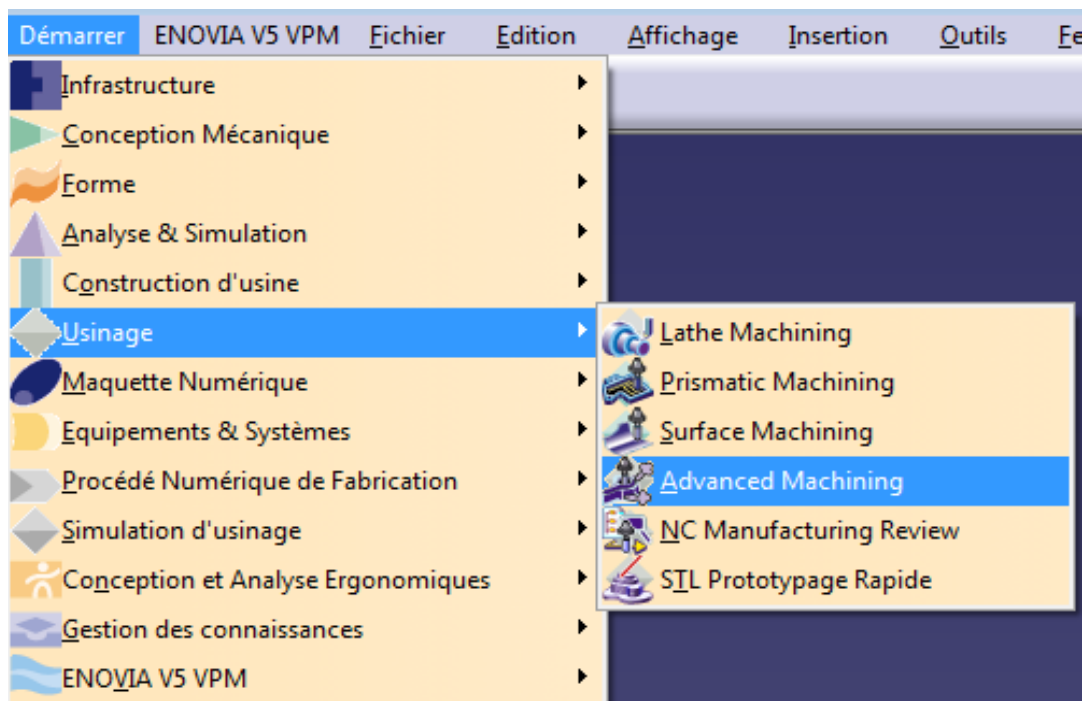 Démarrer ENOVIA V5 VPM Fichier Edition Affichage Insertion Outils Fe
Infrastructure
Conception Mécanique
Forme
Analyse & Simulation
Construction d'usine
Usinage
Lathe Machining
Maquette Numérique
Prismatic Machining
Equipements & Systèmes
Surface Machining
Procédé Numérique de Fabrication
Advanced Machining
Simulation d'usinage
NC Manufacturing Review
Conception et Analyse Ergonomiques
STL Prototypage Rapide
Gestion des connaissances
ENOVIA V5 VPM